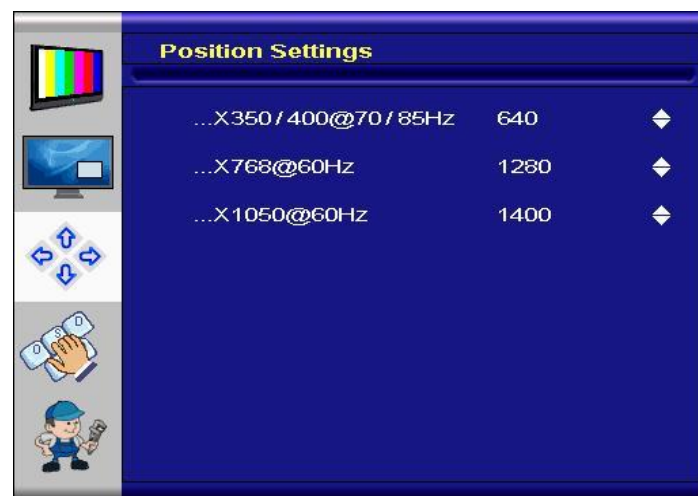 Position Settings
...X350/400@70/85Hz 640
...X768@60Hz 1280
...X1050@60Hz 1400
O S D